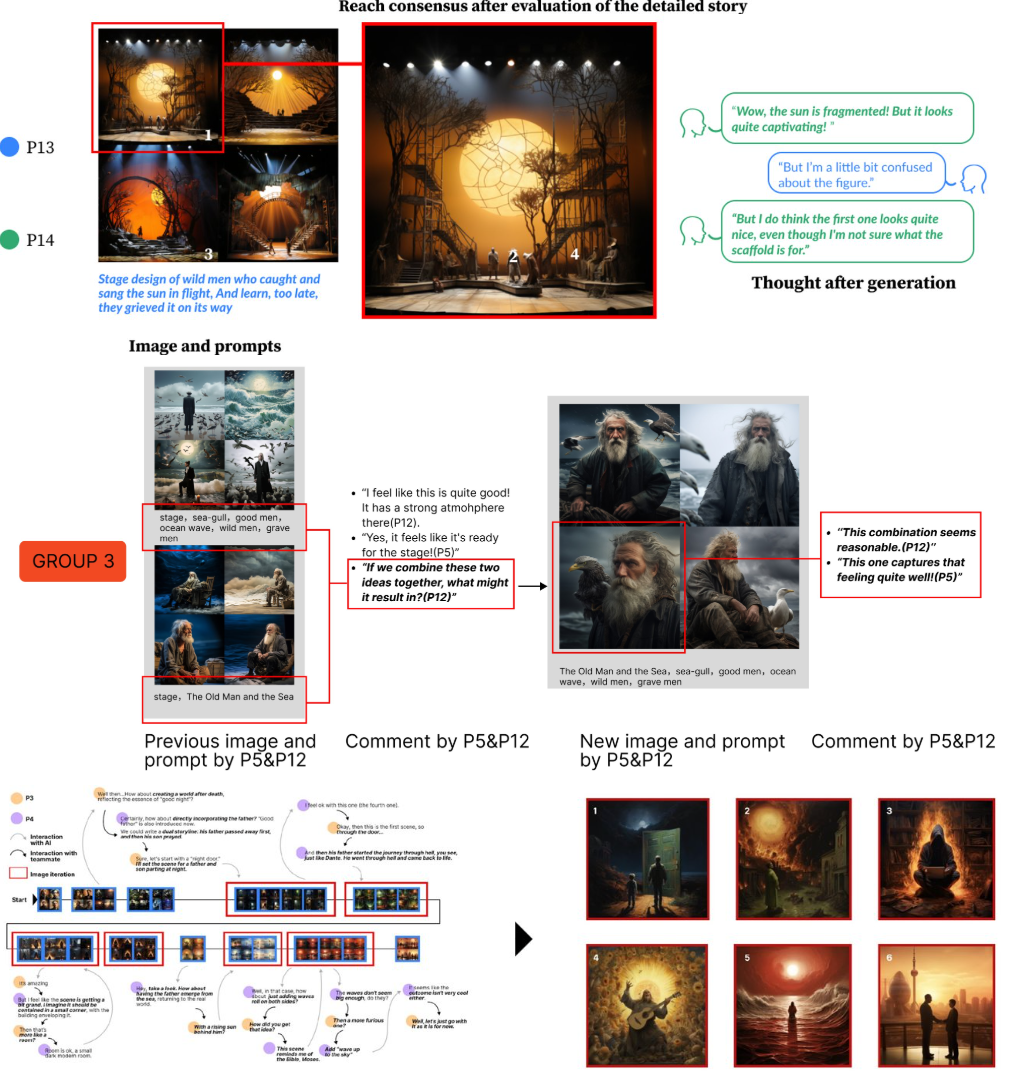 Reach consensus after evaluation of the detailed story
P13
P14
1
3
2
4
Stage design of wild men who caught and
sang the sun in flight, And learn, too late,
they grieved it on its way
“Wow, the sun is fragmented! But it looks
quite captivating! ”
“But I’m a little bit confused
about the figure.”
“But I do think the first one looks quite
nice, even though I'm not sure what the
scaffold is for.”
Thought after generation
Image and prompts
GROUP 3
stage, sea-gull, good men,
ocean wave, wild men, grave
men
stage, The Old Man and the Sea
• “I feel like this is quite good!
It has a strong atmohphere
there(P12).
• “Yes, it feels like it's ready
for the stage!(P5)”
• “If we combine these two
ideas together, what might
it result in?(P12)”
The Old Man and the Sea, sea-gull, good men, ocean
wave, wild men, grave men
• “This combination seems
reasonable.(P12)”
• “This one captures that
feeling quite well!(P5)”
Previous image and
prompt by P5&P12
Comment by P5&P12
New image and prompt
by P5&P12
Comment by P5&P12
P3
P4
Interaction
with AI
Interaction with
teammate
Image iteration
Well then...How about creating a world after death,
reflecting the essence of "good night"?
Certainly, how about directly incorporating the father? "Good
father" is also introduced now.
We could write a dual storyline: his father passed away first,
and then his son prayed.
Sure, let's start with a "night door."
I'll set the scene for a father and
son parting at night.
I feel ok with this one (the fourth one).
Okay, then this is the first scene, so
through the door...
And then his father started the journey through hell, you see,
just like Dante. He went through hell and come back to life.
Start
It's amazing
But I feel like the scene is getting a
bit grand. I imagine it should be
contained in a small corner, with the
building enveloping it.
Then that's
more like a
room?
Room is ok, a small
dark modern room.
Hey, take a look. How about
having the father emerge from
the sea, returning to the real
world.
With a rising sun
behind him?
Well, in that case, how
about just adding waves
roll on both sides?
How did you get
that idea?
This scene
reminds me of
the Bible, Moses.
The waves don't seem
big enough, do they?
Then a more furious
one?
Add "wave up
to the sky"
It seems like the
outcome isn't very cool
either.
Well, let's just go with
it as it is for now.
1
2
3
4
5
6